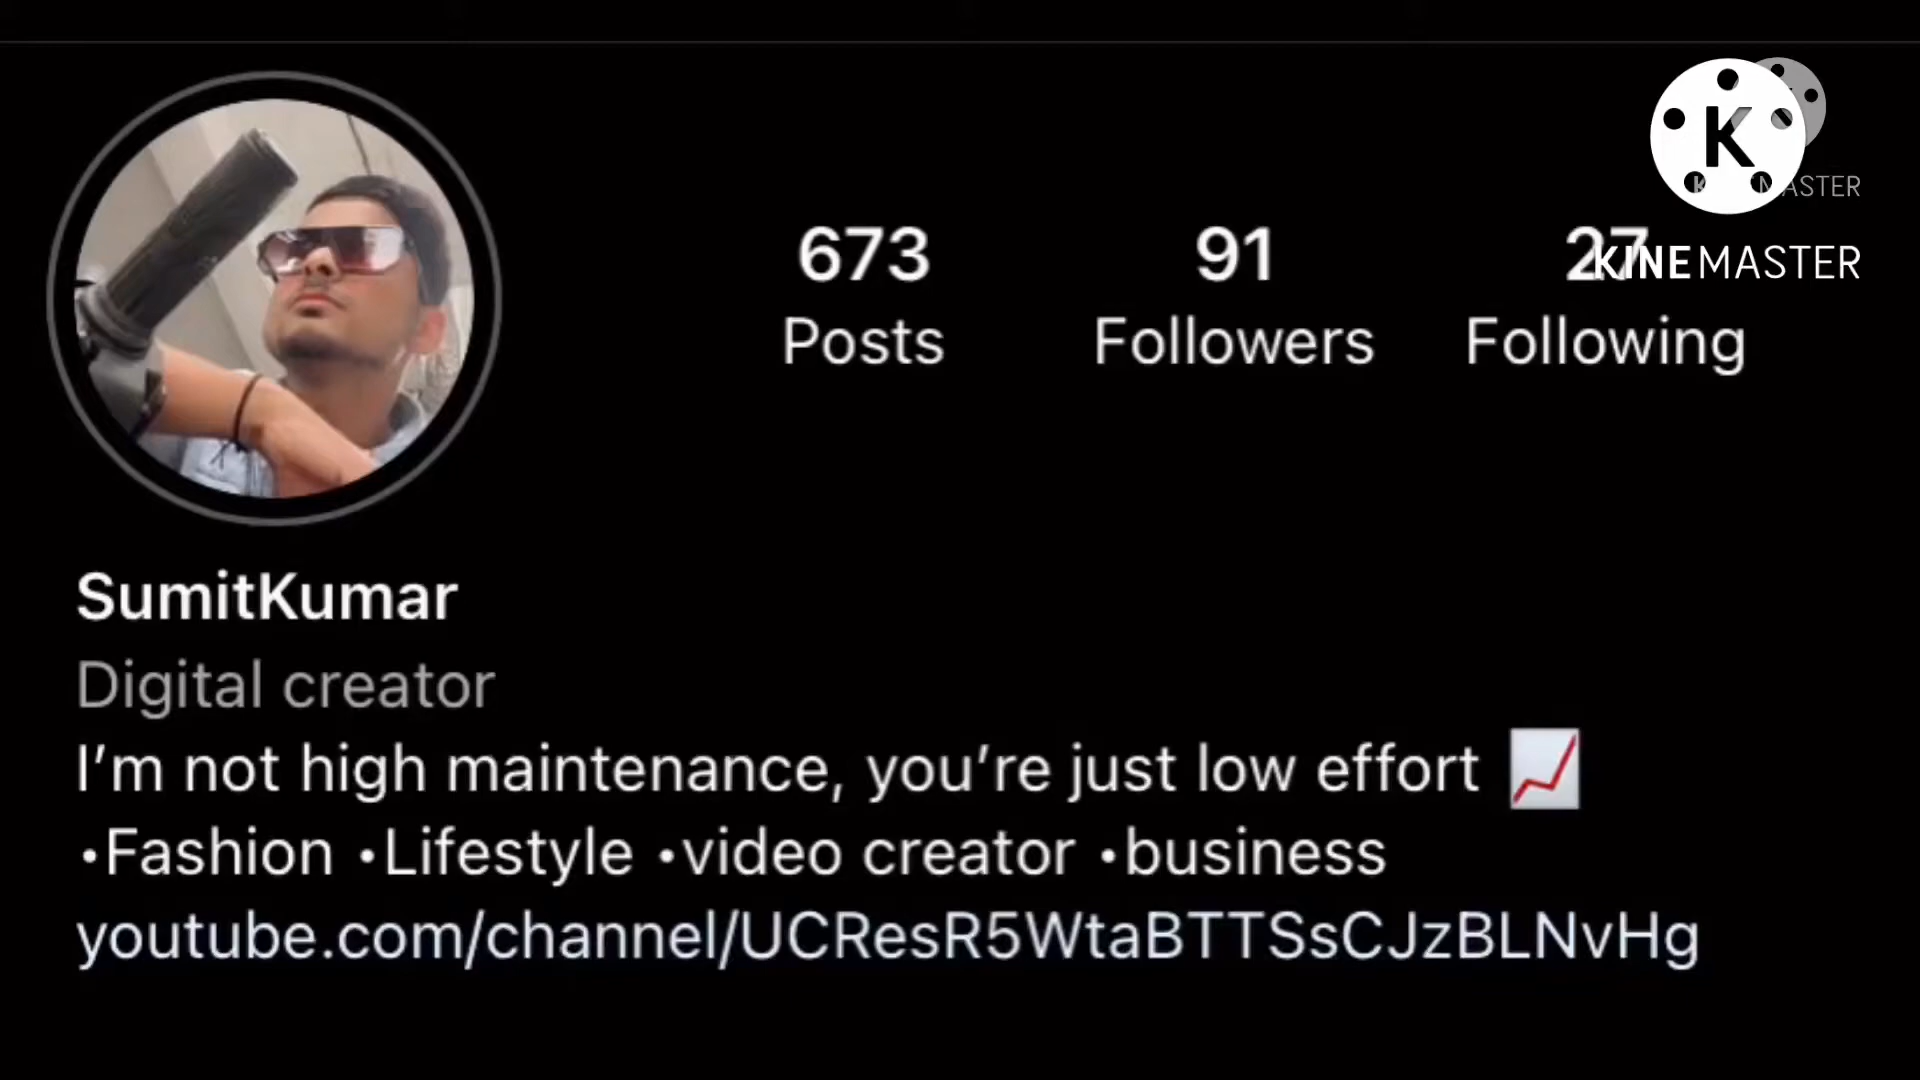 673
91
27
Posts
Followers
Following
K
KINEMASTER
SumitKumar
Digital creator
I'm not high maintenance, you're just low effort 📈
•Fashion •Lifestyle •video creator •business
youtube.com/channel/UCResR5WtaBTTSsCJzBLNvHg